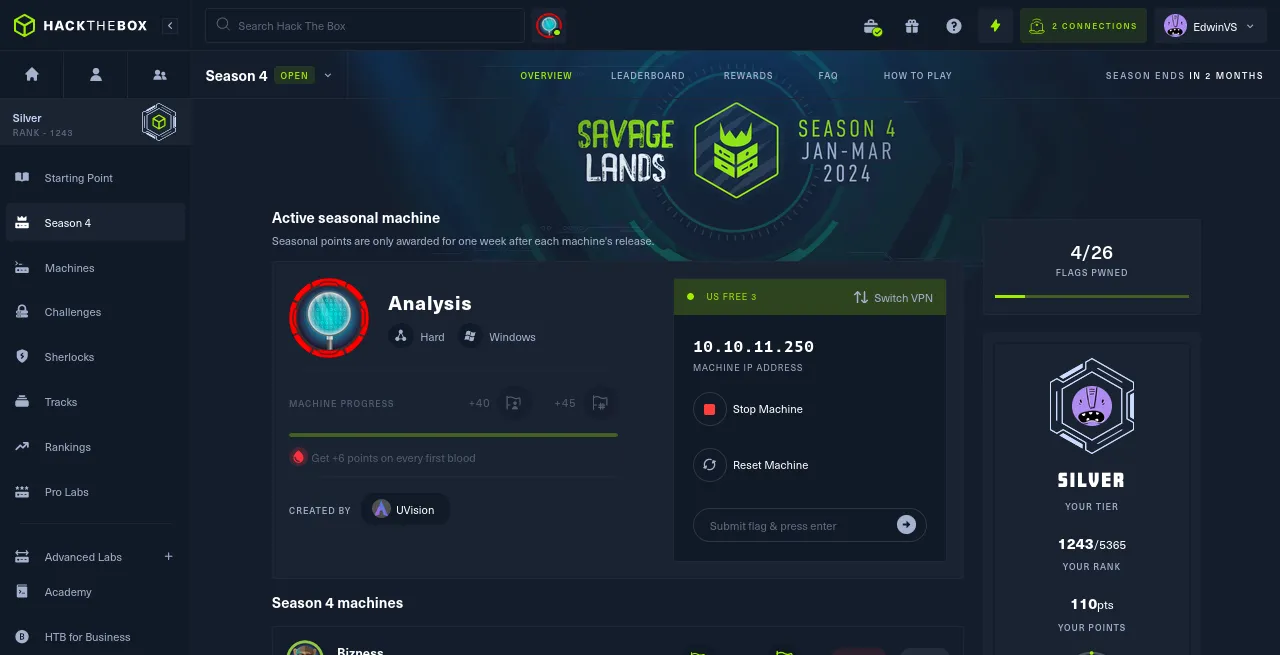 HACKTHEBOX
Search Hack The Box
2 CONNECTIONS
EdwinVS
Season 4 OPEN
OVERVIEW LEADERBOARD REWARDS FAQ HOW TO PLAY
SEASON ENDS IN 2 MONTHS
Silver
RANK - 1243
Starting Point
Season 4
Machines
Challenges
Sherlocks
Tracks
Rankings
Pro Labs
Advanced Labs +
Academy
HTB for Business
SAVAGE
LANDS
SEASON 4
JAN-MAR
2024
Active seasonal machine
Seasonal points are only awarded for one week after each machine's release.
Analysis
Hard Windows
MACHINE PROGRESS +40 +45
Get +6 points on every first blood
CREATED BY UVision
US FREE 3 Switch VPN
10.10.11.250
MACHINE IP ADDRESS
Stop Machine
Reset Machine
Submit flag & press enter
Season 4 machines
Bizness
4/26
FLAGS PWNED
SILVER
YOUR TIER
1243/5365
YOUR RANK
110pts
YOUR POINTS